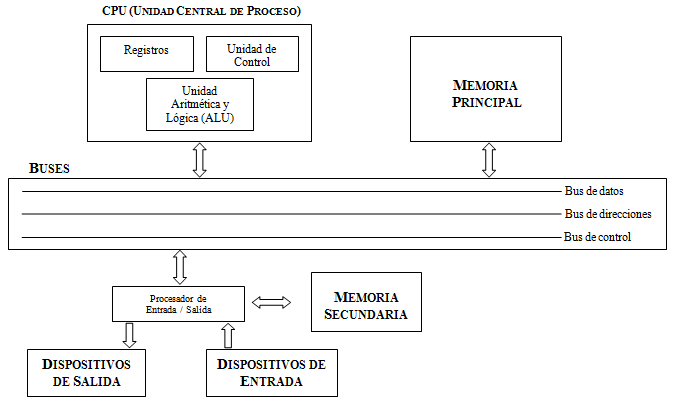 CPU (UNIDAD CENTRAL DE PROCESO)
Registros
Unidad de
Control
Unidad
Aritmética y
Lógica (ALU)
MEMORIA
PRINCIPAL
BUSES
Bus de datos
Bus de direcciones
Bus de control
Procesador de
Entrada / Salida
MEMORIA
SECUNDARIA
DISPOSITIVOS
DE SALIDA
DISPOSITIVOS DE
ENTRADA